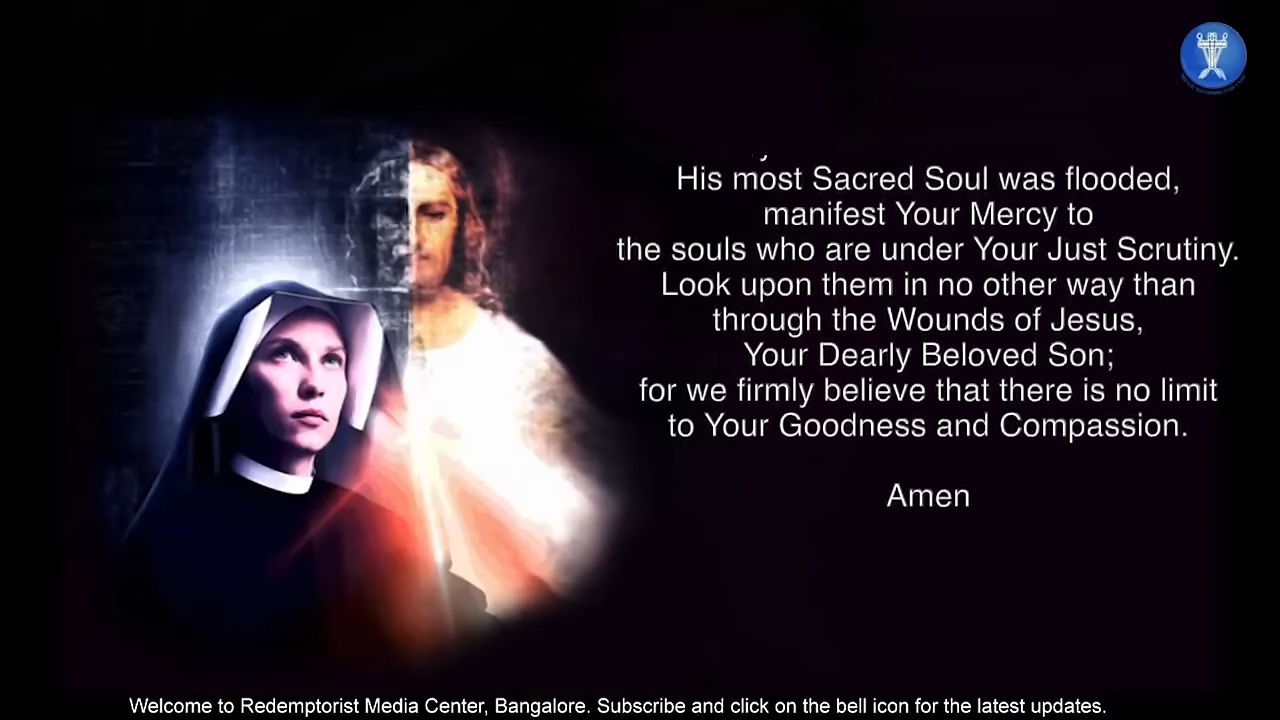 His most Sacred Soul was flooded,
manifest Your Mercy to
the souls who are under Your Just Scrutiny.
Look upon them in no other way than
through the Wounds of Jesus,
Your Dearly Beloved Son;
for we firmly believe that there is no limit
to Your Goodness and Compassion.
Amen
Welcome to Redemptorist Media Center, Bangalore. Subscribe and click on the bell icon for the latest updates.